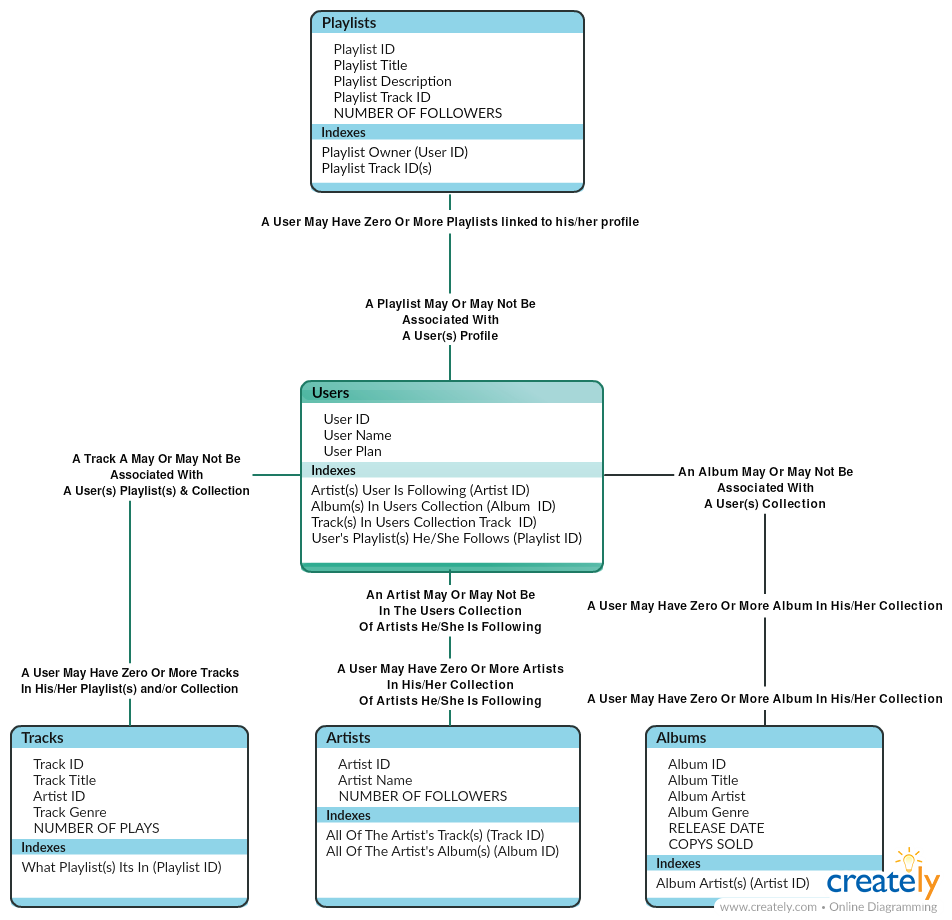 Playlists
Playlist ID
Playlist Title
Playlist Description
Playlist Track ID
NUMBER OF FOLLOWERS
Indexes
Playlist Owner (User ID)
Playlist Track ID(s)
A User May Have Zero Or More Playlists linked to his/her profile
A Playlist May Or May Not Be
Associated With
A User(s) Profile
Users
User ID
User Name
User Plan
Indexes
Artist(s) User Is Following (Artist ID)
Album(s) In Users Collection (Album  ID)
Track(s) In Users Collection Track  ID)
User's Playlist(s) He/She Follows (Playlist ID)
A Track A May Or May Not Be
Associated With
A User(s) Playlist(s) & Collection
An Album May Or May Not Be
Associated With
A User(s) Collection
An Artist May Or May Not Be
In The Users Collection
Of Artists He/She Is Following
A User May Have Zero Or More Album In His/Her Collection
A User May Have Zero Or More Tracks
In His/Her Playlist(s) and/or Collection
A User May Have Zero Or More Artists
In His/Her Collection
Of Artists He/She Is Following
A User May Have Zero Or More Album In His/Her Collection
Tracks
Track ID
Track Title
Artist ID
Track Genre
NUMBER OF PLAYS
Indexes
What Playlist(s) Its In (Playlist ID)
Artists
Artist ID
Artist Name
NUMBER OF FOLLOWERS
Indexes
All Of The Artist's Track(s) (Track ID)
All Of The Artist's Album(s) (Album ID)
Albums
Album ID
Album Title
Album Artist
Album Genre
RELEASE DATE
COPYS SOLD
Indexes
Album Artist(s) (Artist ID)
creately
www.creately.com • Online Diagramming